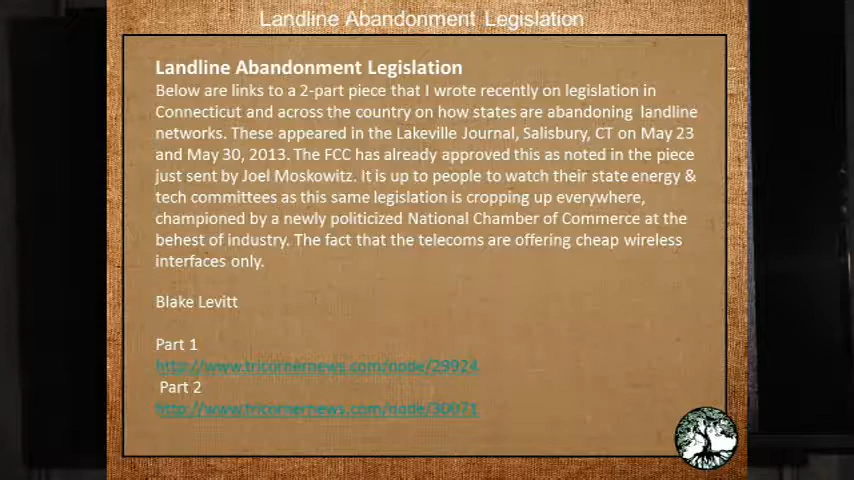 Landline Abandonment Legislation
Landline Abandonment Legislation
Below are links to a 2-part piece that I wrote recently on legislation in
Connecticut and across the country on how states are abandoning landline
networks. These appeared in the Lakeville Journal, Salisbury, CT on May 23
and May 30, 2013. The FCC has already approved this as noted in the piece
just sent by Joel Moskowitz. It is up to people to watch their state energy &
tech committees as this same legislation is cropping up everywhere,
championed by a newly politicized National Chamber of Commerce at the
behest of industry. The fact that the telecoms are offering cheap wireless
interfaces only.
Blake Levitt
Part 1
http://www.tricornernews.com/node/29924
Part 2
http://www.tricornernews.com/node/30071